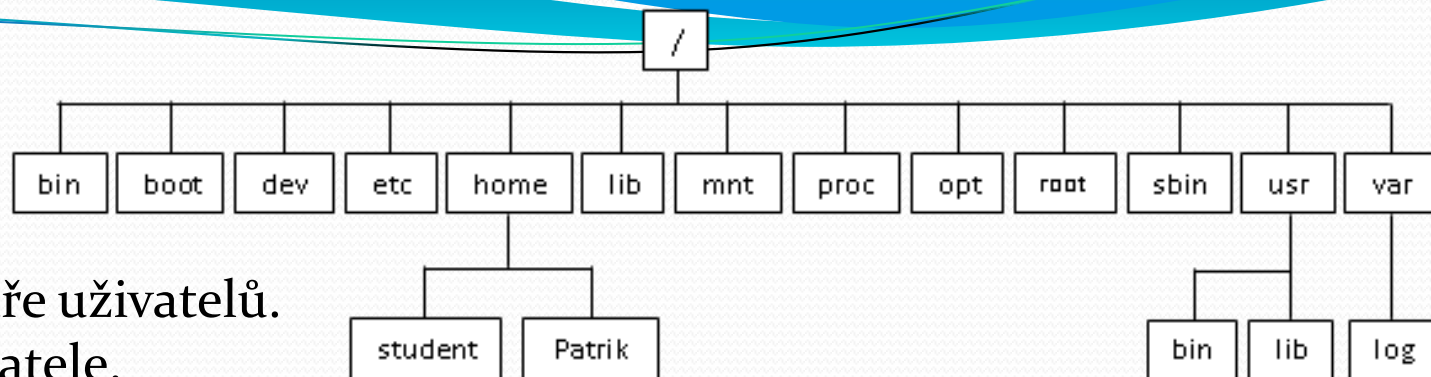 /
bin boot dev etc home lib mnt proc opt root sbin usr var
uživatelů.
student Patrik bin lib log